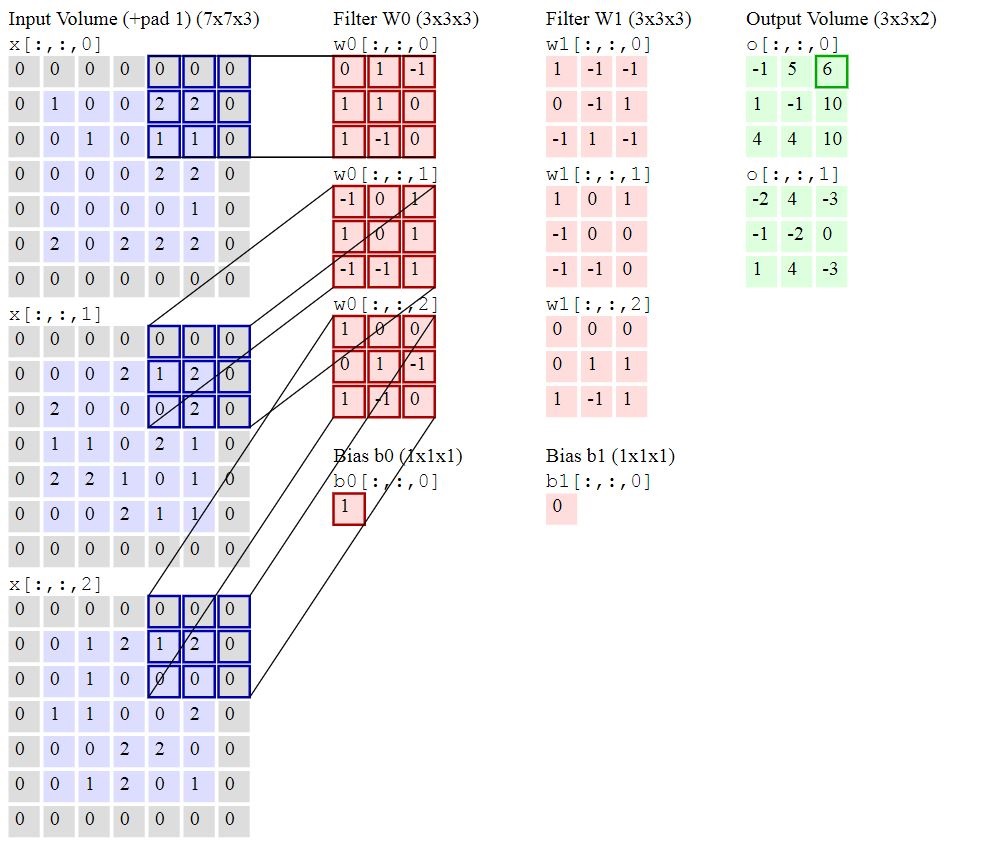 Input Volume (+pad 1) (7x7x3)
x[:,:,0]
0 0 0 0 0 0 0
0 1 0 0 2 2 0
0 0 1 0 1 1 0
0 0 0 0 2 2 0
0 0 0 0 0 1 0
0 2 0 2 2 2 0
0 0 0 0 0 0 0
x[:,:,1]
0 0 0 0 0 0 0
0 0 0 2 1 2 0
0 2 0 0 0 2 0
0 1 1 0 2 1 0
0 2 2 1 0 1 0
0 0 0 2 1 1 0
0 0 0 0 0 0 0
x[:,:,2]
0 0 0 0 0 0 0
0 0 1 2 1 2 0
0 0 1 0 0 0 0
0 1 1 0 0 2 0
0 0 0 2 2 0 0
0 0 1 2 0 1 0
0 0 0 0 0 0 0
Filter W0 (3x3x3)
w0[:,:,0]
0 1 -1
1 1 0
1 -1 0
w0[:,:,1]
-1 0 1
1 0 1
-1 -1 1
w0[:,:,2]
1 0 0
0 1 -1
1 -1 0
Bias b0 (1x1x1)
b0[:,:,0]
1
Filter W1 (3x3x3)
w1[:,:,0]
1 -1 -1
0 -1 1
-1 1 -1
w1[:,:,1]
1 0 1
-1 0 0
-1 -1 0
w1[:,:,2]
0 0 0
0 1 1
1 -1 1
Bias b1 (1x1x1)
b1[:,:,0]
0
Output Volume (3x3x2)
o[:,:,0]
-1 5 6
1 -1 10
4 4 10
o[:,:,1]
-2 4 -3
-1 -2 0
1 4 -3